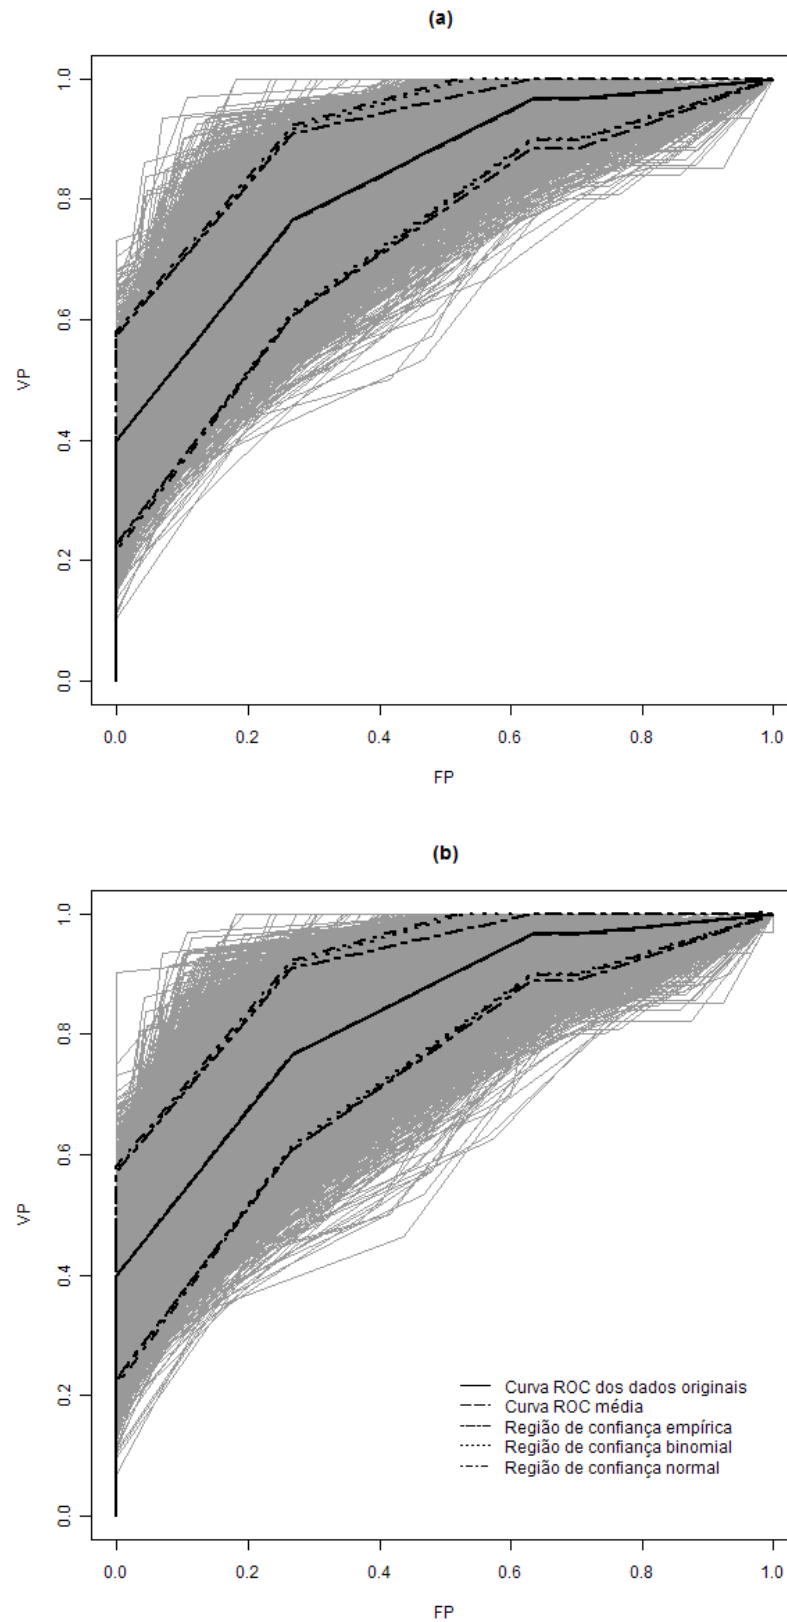 (a)
1.0
0.8
0.6
0.4
0.2
0.0
VP
0.0 0.2 0.4 0.6 0.8 1.0
FP
(b)
1.0
0.8
0.6
0.4
0.2
0.0
VP
Curva ROC dos dados originais
Curva ROC média
Região de confiança empírica
Região de confiança binomial
Região de confiança normal
0.0 0.2 0.4 0.6 0.8 1.0
FP